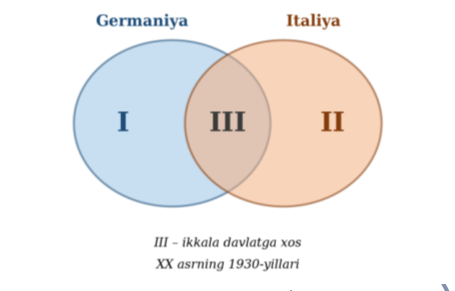 Germaniya Italiya
I III II
III – ikkala davlatga xos
XX asrning 1930-yillari